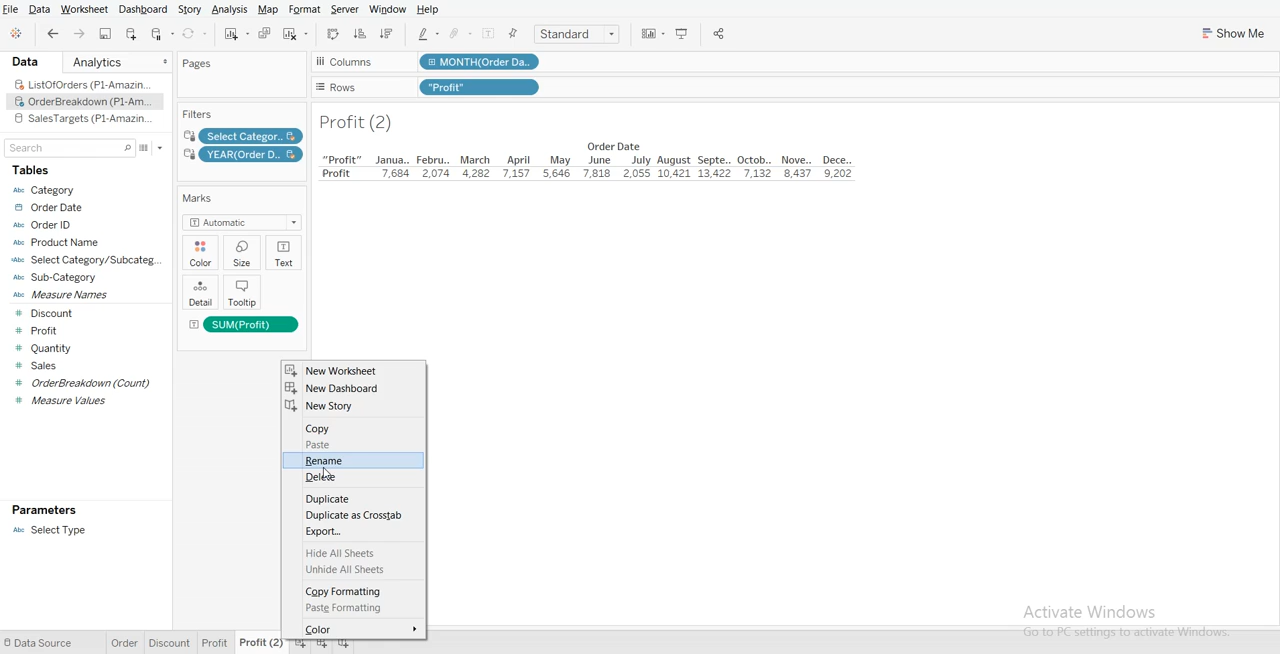 File Data Worksheet Dashboard Story Analysis Map Format Server Window Help
Standard Show Me
Data Analytics
ListOfOrders (P1-Amazin...
OrderBreakdown (P1-Am...
SalesTargets (P1-Amazin...
Search
Tables
Abc Category
Order Date
Abc Order ID
Abc Product Name
Abc Select Category/Subcateg...
Abc Sub-Category
Abc Measure Names
# Discount
# Profit
# Quantity
# Sales
# OrderBreakdown (Count)
# Measure Values
Parameters
Abc Select Type
Pages
Filters
Select Categor..
YEAR(Order D..
Marks
Automatic
Color Size Text
Detail Tooltip
SUM(Profit)
Columns MONTH(Order Da..
Rows "Profit"
Profit (2)
Order Date
"Profit" Janua.. Febru.. March April May June July August Septe.. Octob.. Nove.. Dece..
Profit 7,684 2,074 4,282 7,157 5,646 7,818 2,055 10,421 13,422 7,132 8,437 9,202
New Worksheet
New Dashboard
New Story
Copy
Paste
Rename
Delete
Duplicate
Duplicate as Crosstab
Export...
Hide All Sheets
Unhide All Sheets
Copy Formatting
Paste Formatting
Color
Activate Windows
Go to PC settings to activate Windows.
Data Source Order Discount Profit Profit (2)